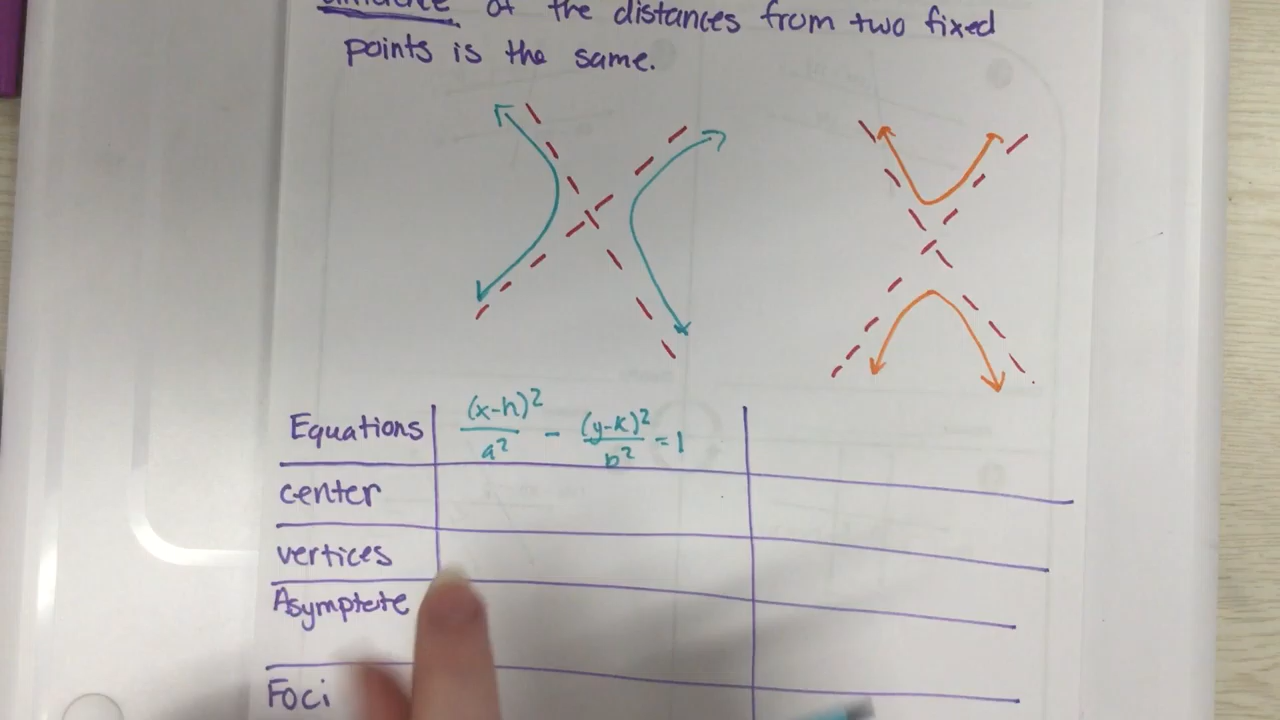 of the distances from two fixed
points is the same.
Equations (x-h)²/a² - (y-k)²/b² = 1
center
vertices
Asymptote
Foci